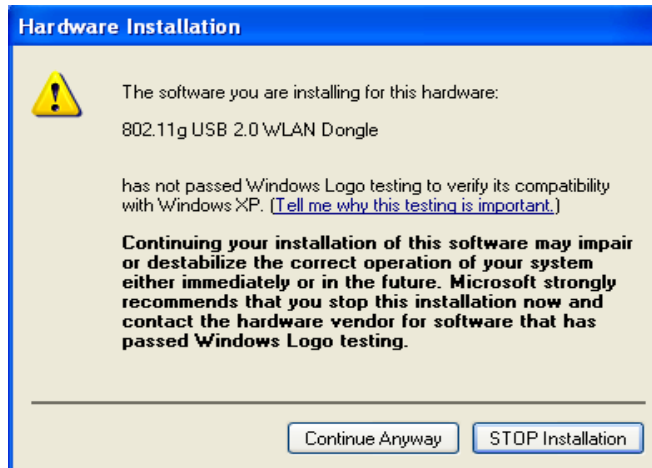 Hardware Installation
The software you are installing for this hardware:
802.11g USB 2.0 WLAN Dongle
has not passed Windows Logo testing to verify its compatibility
with Windows XP. (Tell me why this testing is important.)
Continuing your installation of this software may impair
or destabilize the correct operation of your system
either immediately or in the future. Microsoft strongly
recommends that you stop this installation now and
contact the hardware vendor for software that has
passed Windows Logo testing.
Continue Anyway
STOP Installation